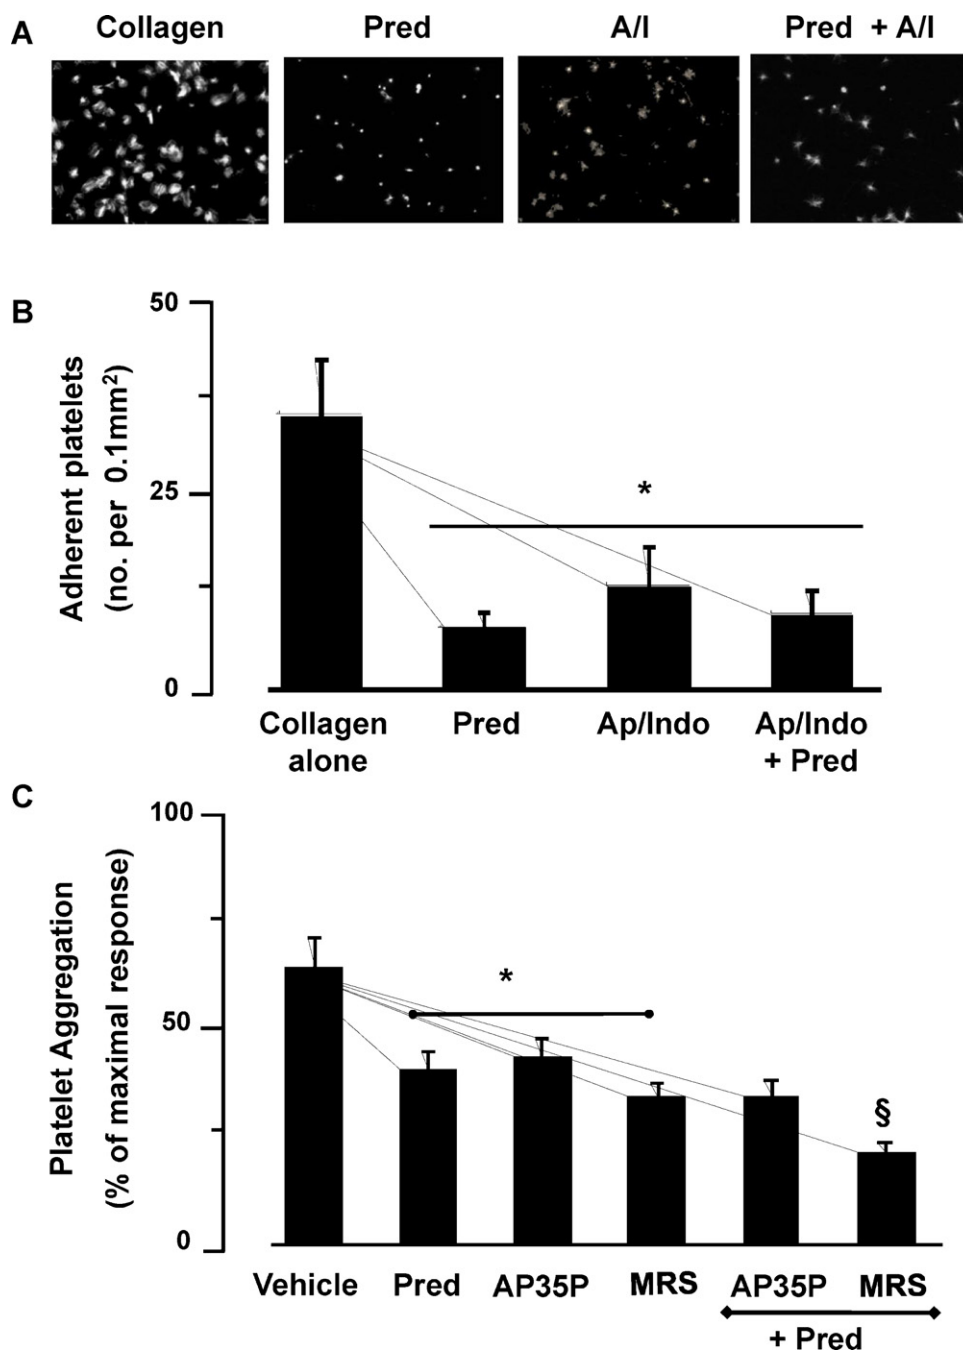 A
Collagen
Pred
A/I
Pred + A/I
B
Adherent platelets
(no. per 0.1mm²)
50
25
0
*
Collagen
alone
Pred
Ap/Indo
Ap/Indo
+ Pred
C
Platelet Aggregation
(% of maximal response)
100
50
0
*
§
Vehicle
Pred
AP35P
MRS
AP35P
MRS
+ Pred